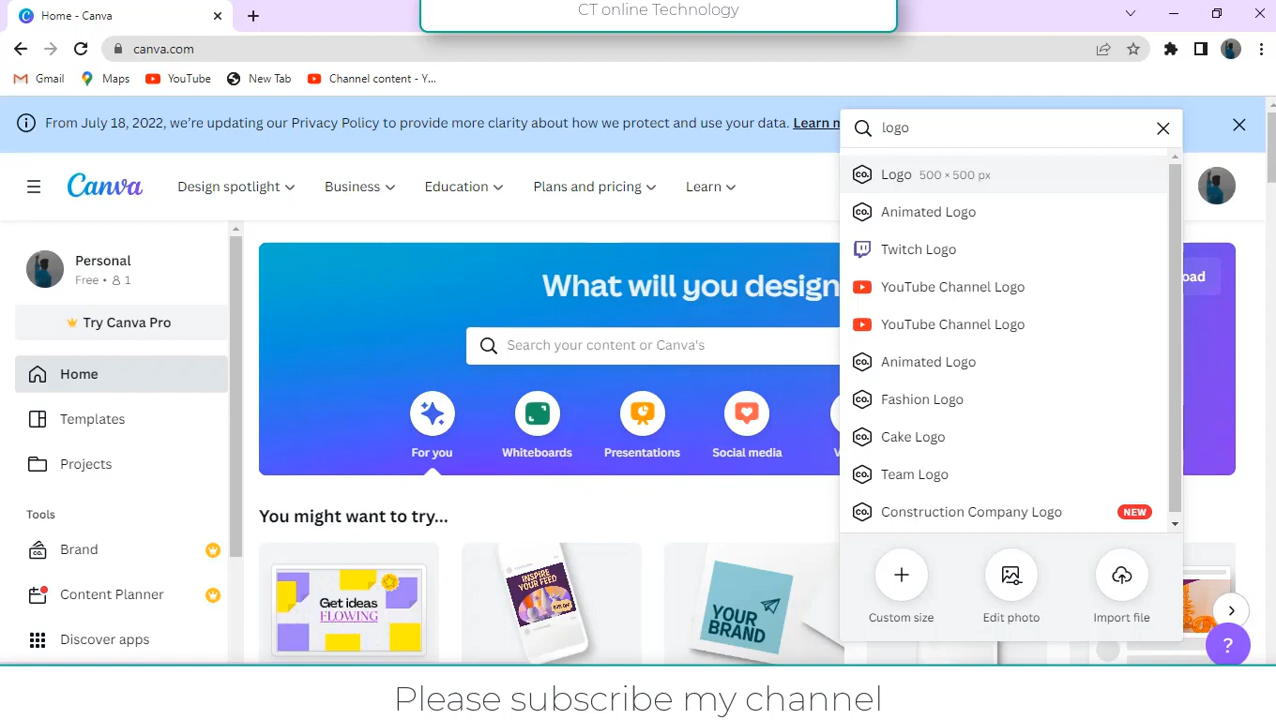 CT online Technology
Home - Canva
canva.com
Gmail
Maps
YouTube
New Tab
Channel content - Y...
From July 18, 2022, we're updating our Privacy Policy to provide more clarity about how we protect and use your data. Learn
Canva
Design spotlight
Business
Education
Plans and pricing
Learn
logo
Logo 500 × 500 px
Animated Logo
Twitch Logo
YouTube Channel Logo
YouTube Channel Logo
Animated Logo
Fashion Logo
Cake Logo
Team Logo
Construction Company Logo NEW
Custom size
Edit photo
Import file
Personal
Free • 1
Try Canva Pro
Home
Templates
Projects
Tools
Brand
Content Planner
Discover apps
What will you design
Search your content or Canva's
For you
Whiteboards
Presentations
Social media
You might want to try...
Get ideas
FLOWING
INSPIRE
YOUR FEED
YOUR
BRAND
?
Please subscribe my channel